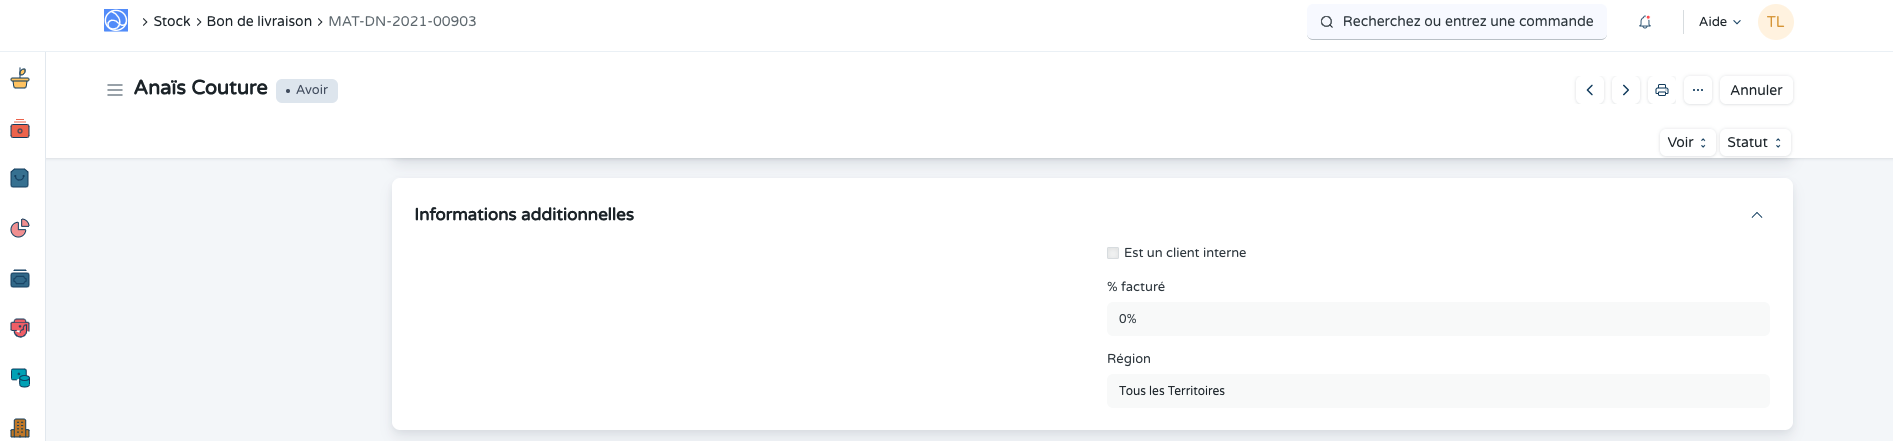 Stock Bon de livraison MAT-DN-2021-00903
Recherchez ou entrez une commande
Aide
TL
Anaïs Couture
Avoir
Annuler
Voir
Statut
Informations additionnelles
Est un client interne
% facturé
0%
Région
Tous les Territoires